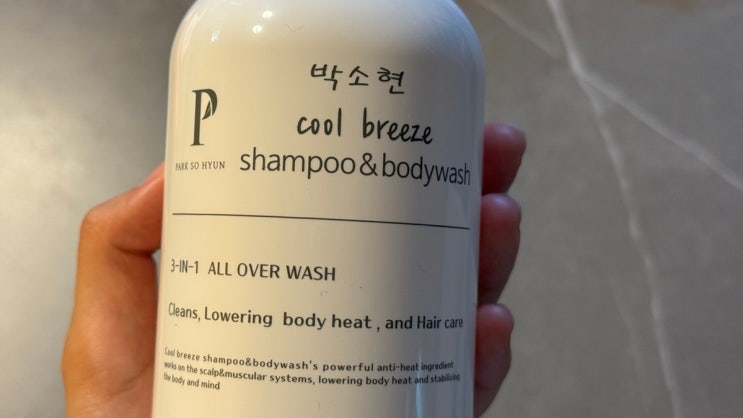 박소현
P
PARK SO HYUN
cool breeze
shampoo&bodywash
3-IN-1 ALL OVER WASH
Cleans, Lowering body heat , and Hair care
Cool breeze shampoo&bodywash's powerful anti-heat ingredient
works on the scalp&muscular systems, lowering body heat and stabilizing
the body and mind